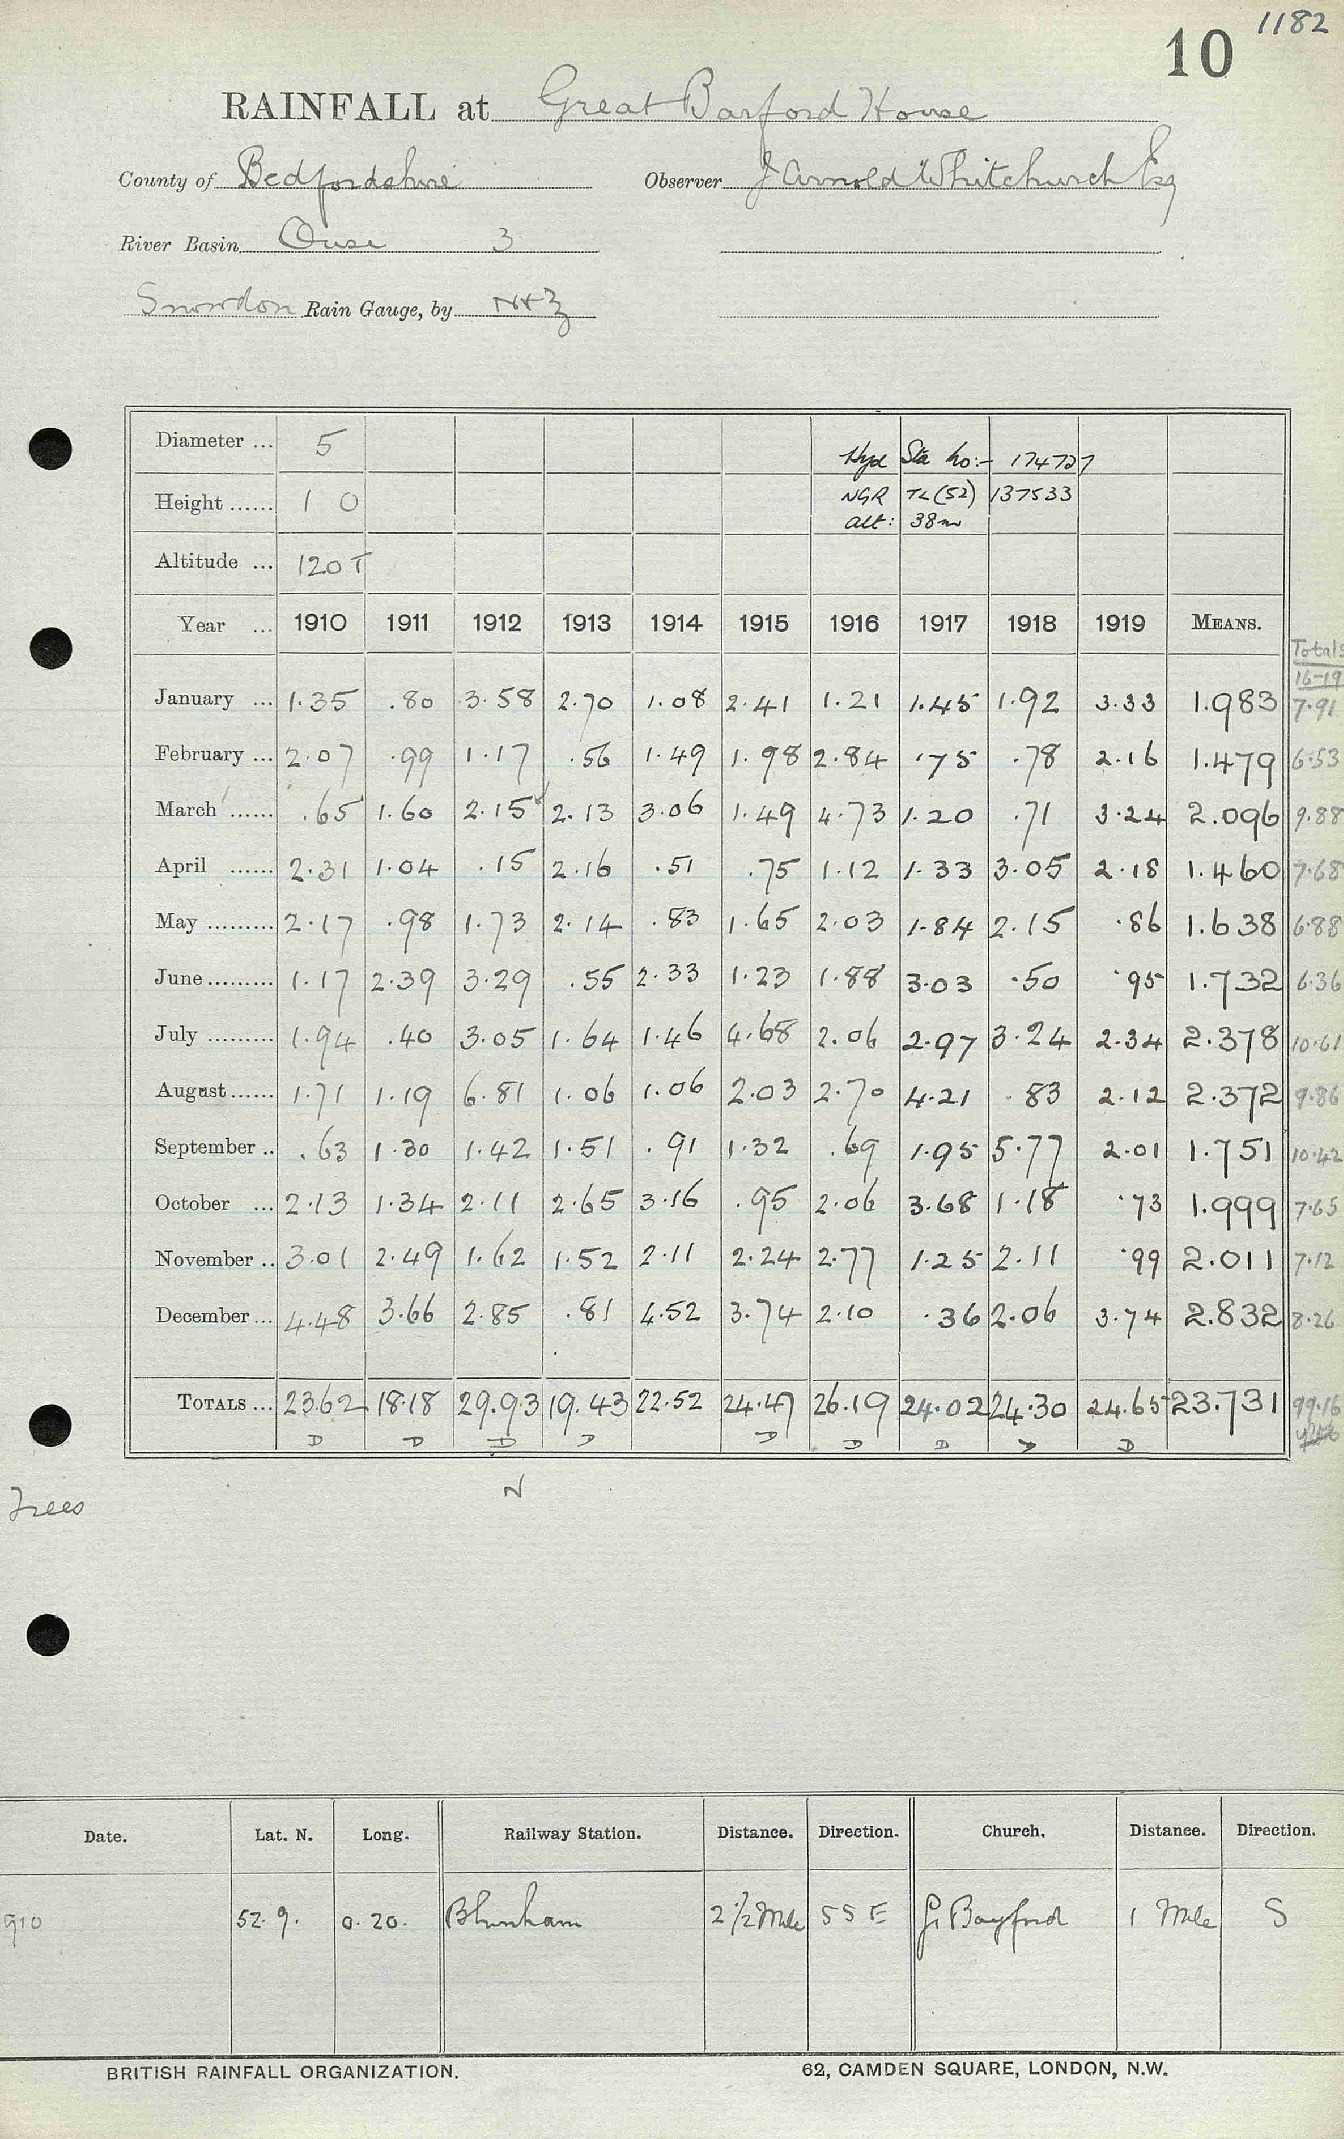 1182
10
RAINFALL at Great Barford House
County of Bedfordshire Observer J Arnold Whitchurch Esq
River Basin Ouse 3
Snowdon Rain Gauge, by N+Z
Diameter ... 5 Hyd Sta No:- 174727
Height ...... 1 0 NGR TL(52) 137533
alt: 38m
Altitude ... 120 T
Year ... 1910 1911 1912 1913 1914 1915 1916 1917 1918 1919 MEANS. Totals
16-19
January ... 1.35 .80 3.58 2.70 1.08 2.41 1.21 1.45 1.92 3.33 1.983 7.91
February ... 2.07 .99 1.17 .56 1.49 1.98 2.84 .75 .78 2.16 1.479 6.53
March ...... .65 1.60 2.15 2.13 3.06 1.49 4.73 1.20 .71 3.24 2.096 9.88
April ...... 2.31 1.04 .15 2.16 .51 .75 1.12 1.33 3.05 2.18 1.460 7.68
May ......... 2.17 .98 1.73 2.14 .83 1.65 2.03 1.84 2.15 .86 1.638 6.88
June ......... 1.17 2.39 3.29 .55 2.33 1.23 1.88 3.03 .50 .95 1.732 6.36
July ......... 1.94 .40 3.05 1.64 1.46 4.68 2.06 2.97 3.24 2.34 2.378 10.61
August ...... 1.71 1.19 6.81 1.06 1.06 2.03 2.70 4.21 .83 2.12 2.372 9.86
September .. .63 1.30 1.42 1.51 .91 1.32 .69 1.95 5.77 2.01 1.751 10.42
October ... 2.13 1.34 2.11 2.65 3.16 .95 2.06 3.68 1.18 .73 1.999 7.65
November .. 3.01 2.49 1.62 1.52 2.11 2.24 2.77 1.25 2.11 .99 2.011 7.12
December ... 4.48 3.66 2.85 .81 4.52 3.74 2.10 .36 2.06 3.74 2.832 8.26
TOTALS ... 23.62 18.18 29.93 19.43 22.52 24.47 26.19 24.02 24.30 24.65 23.731 99.16
D D D D D D D D D
N
Trees
Date. Lat. N. Long. Railway Station. Distance. Direction. Church. Distance. Direction.
910 52.9. 0.20. Blunham 2 1/2 Mile S S E Gt Bayford 1 Mile S
BRITISH RAINFALL ORGANIZATION. 62, CAMDEN SQUARE, LONDON, N.W.